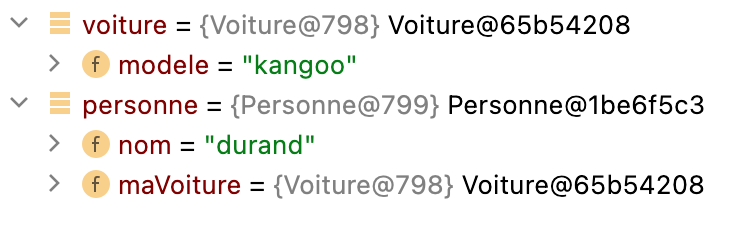 voiture = {Voiture@798} Voiture@65b54208
f modele = "kangoo"
personne = {Personne@799} Personne@1be6f5c3
f nom = "durand"
f maVoiture = {Voiture@798} Voiture@65b54208